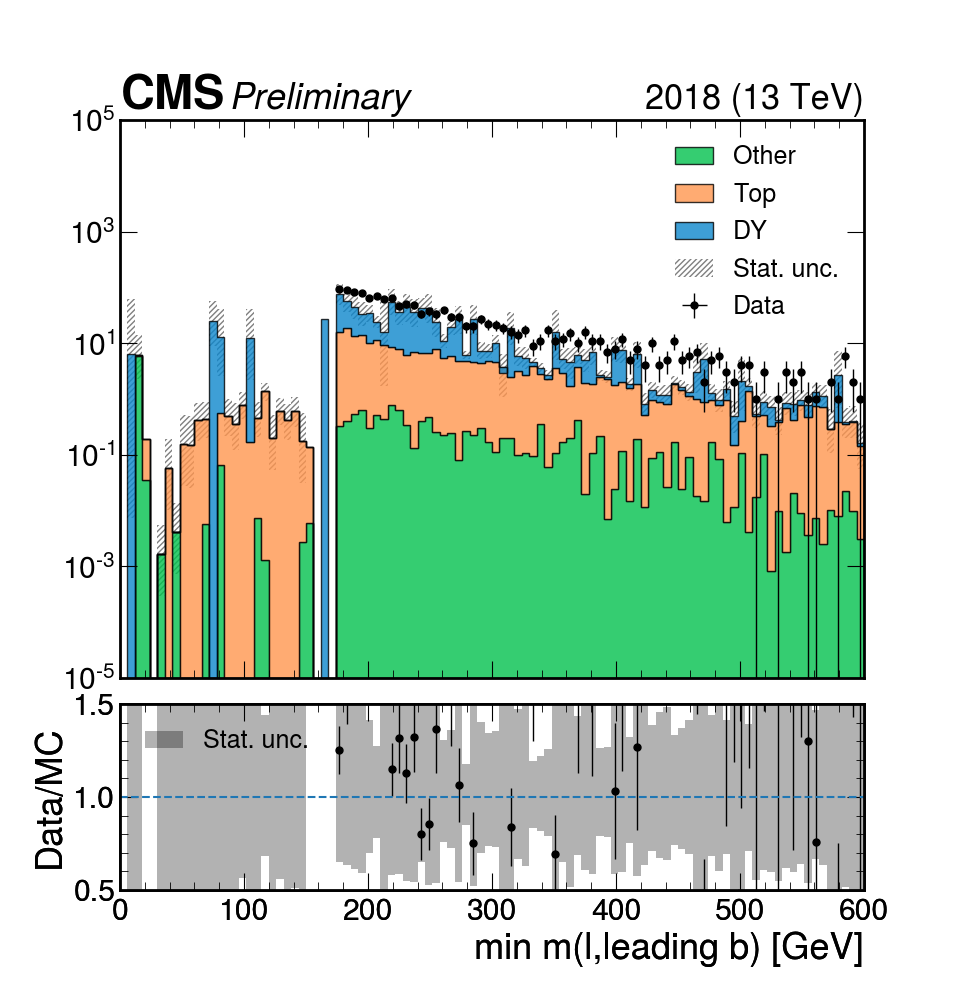 CMS Preliminary 2018 (13 TeV)
10^5
10^3
10^1
10^-1
10^-3
10^-5
Other
Top
DY
Stat. unc.
Data
1.5
1.0
0.5
Data/MC
Stat. unc.
0 100 200 300 400 500 600
min m(l,leading b) [GeV]